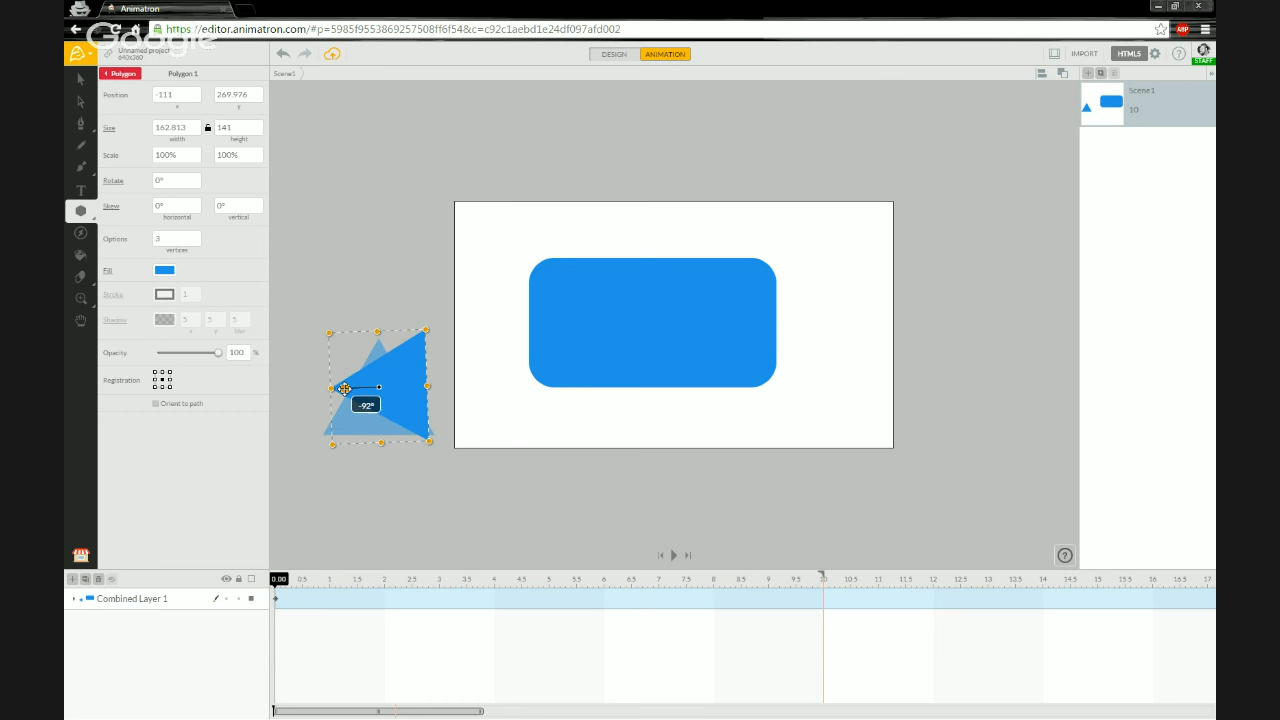 Animatron
https://editor.animatron.com/#p=5985f9553869257508ff6f54&c=c92c1aebd1e24df097afd002
ABP
Google
Unnamed project
640x360
DESIGN
ANIMATION
IMPORT
HTML5
?
STAFF
Polygon
Polygon 1
Scene1
»
Position
-111
269.976
x
y
Size
162.813
141
width
height
Scale
100%
100%
Rotate
0°
Skew
0°
0°
horizontal
vertical
Options
3
vertices
Fill
Stroke
1
Shadow
5
5
5
x
y
blur
Opacity
100
%
Registration
Orient to path
T
-92°
Scene1
10
?
0.00
0.5 1 1.5 2 2.5 3 3.5 4 4.5 5 5.5 6 6.5 7 7.5 8 8.5 9 9.5 10 10.5 11 11.5 12 12.5 13 13.5 14 14.5 15 15.5 16 16.5 17
Combined Layer 1